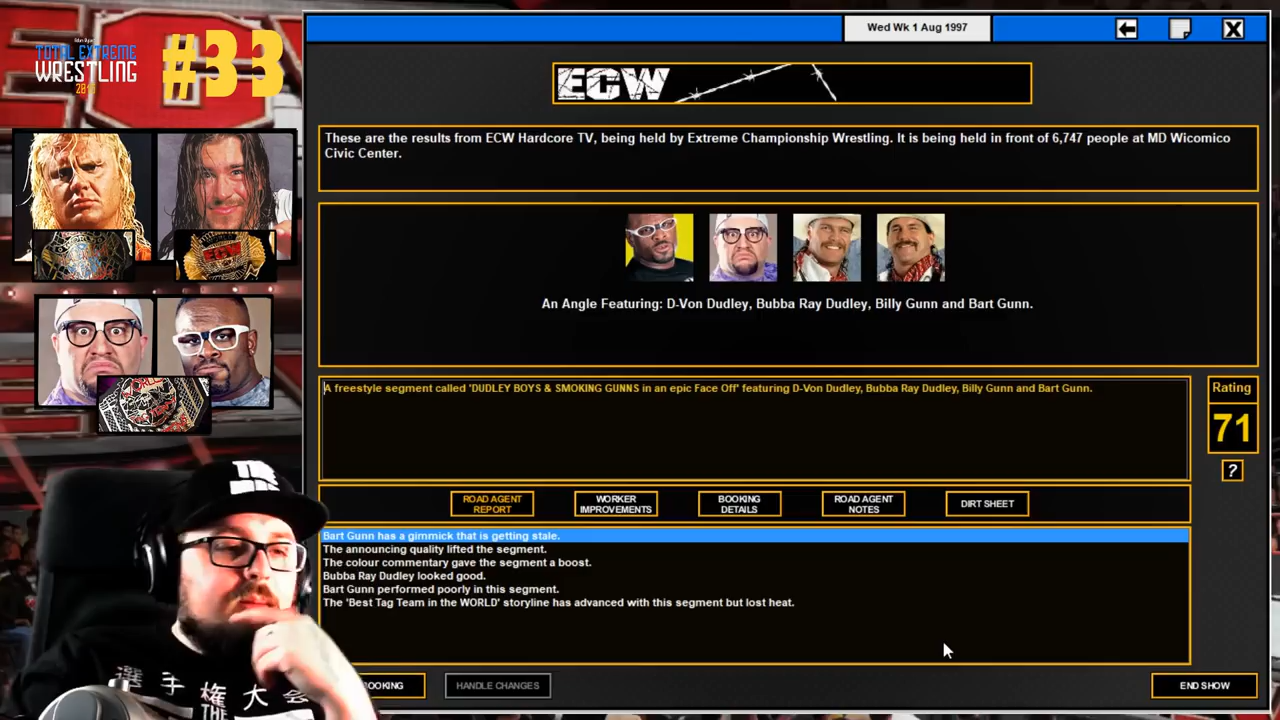 TOTAL EXTREME
WRESTLING
#33
Wed Wk 1 Aug 1997
ECW
These are the results from ECW Hardcore TV, being held by Extreme Championship Wrestling. It is being held in front of 6,747 people at MD Wicomico
Civic Center.
An Angle Featuring: D-Von Dudley, Bubba Ray Dudley, Billy Gunn and Bart Gunn.
A freestyle segment called 'DUDLEY BOYS & SMOKING GUNNS in an epic Face Off' featuring D-Von Dudley, Bubba Ray Dudley, Billy Gunn and Bart Gunn.
Rating
71
?
ROAD AGENT
REPORT
WORKER
IMPROVEMENTS
BOOKING
DETAILS
ROAD AGENT
NOTES
DIRT SHEET
Bart Gunn has a gimmick that is getting stale.
The announcing quality lifted the segment.
The colour commentary gave the segment a boost.
Bubba Ray Dudley looked good.
Bart Gunn performed poorly in this segment.
The 'Best Tag Team in the WORLD' storyline has advanced with this segment but lost heat.
OOKING
HANDLE CHANGES
END SHOW
ECW
選手権大会
THE